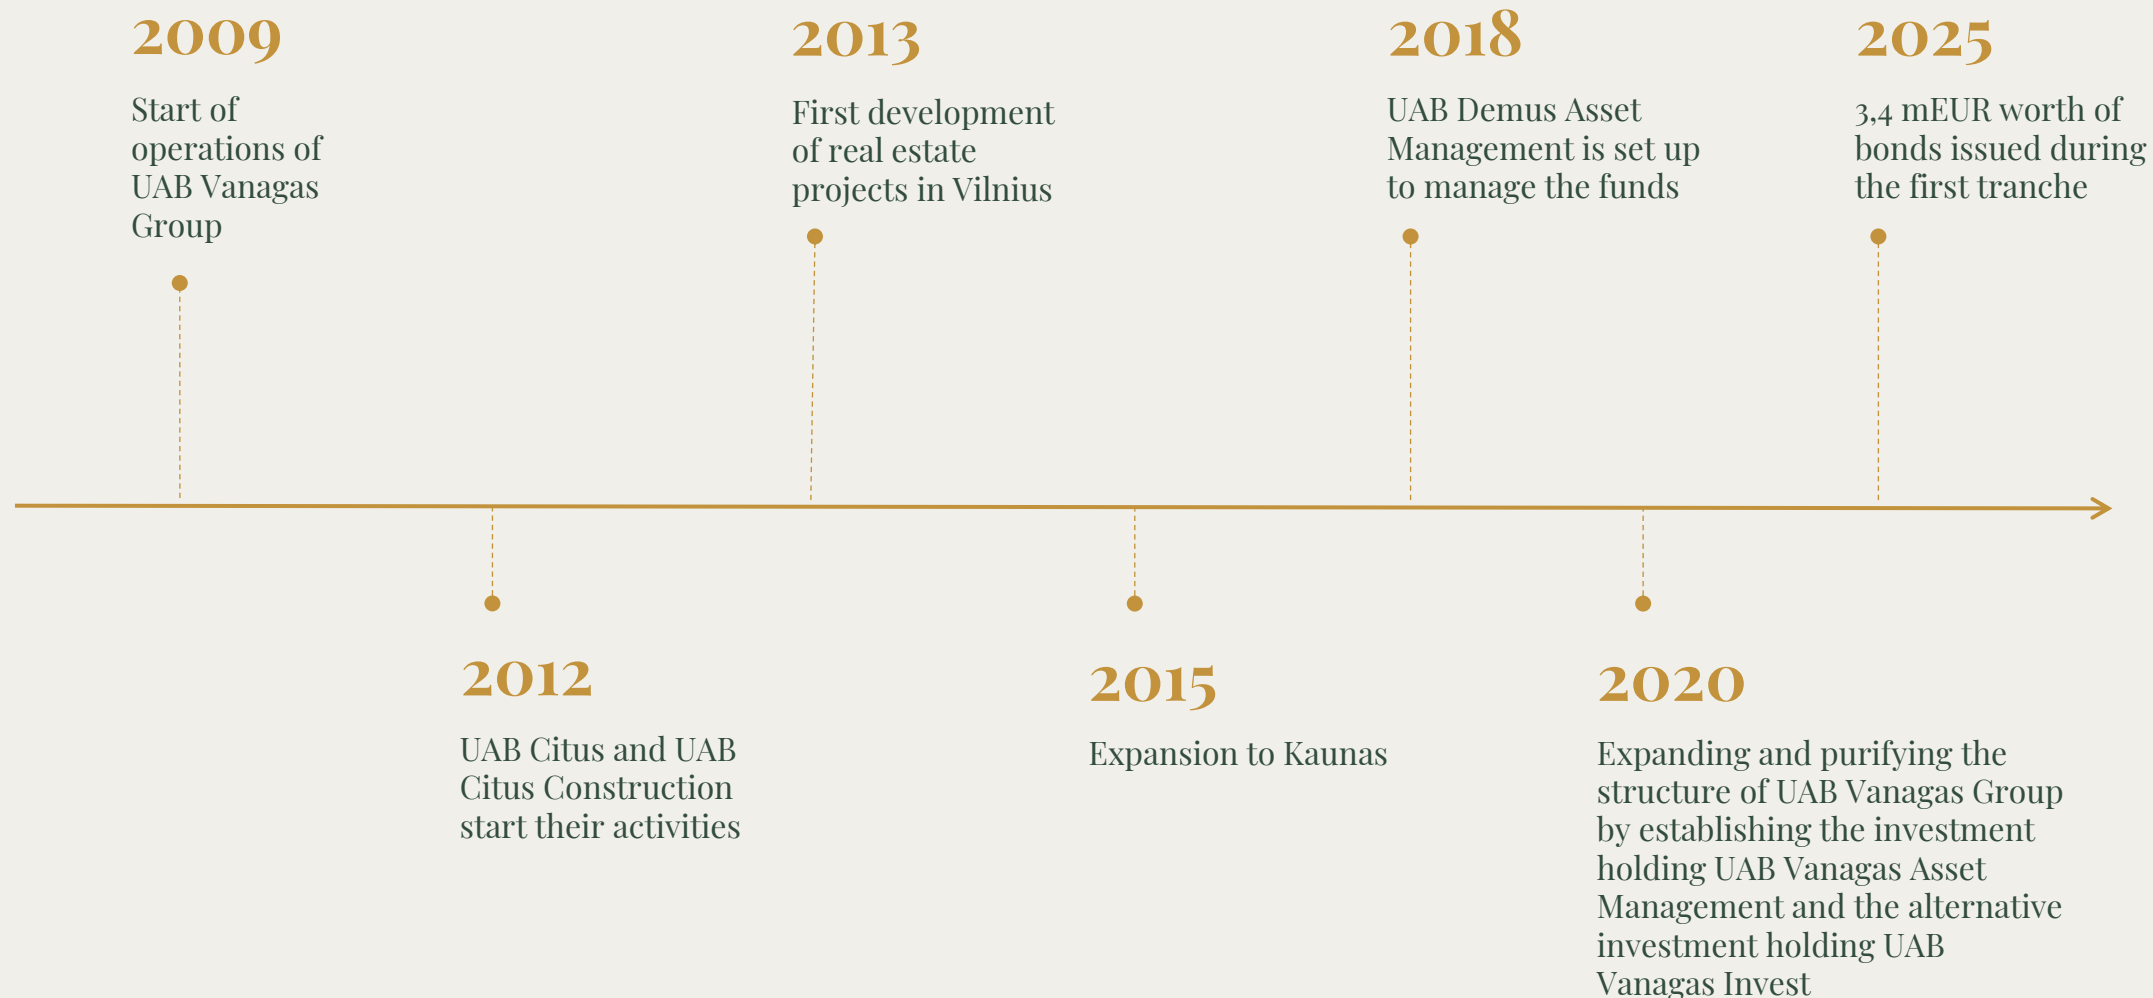 2009
Start of
operations of
UAB Vanagas
Group
2012
UAB Citus and UAB
Citus Construction
start their activities
2013
First development
of real estate
projects in Vilnius
2015
Expansion to Kaunas
2018
UAB Demus Asset
Management is set up
to manage the funds
2020
Expanding and purifying the
structure of UAB Vanagas Group
by establishing the investment
holding UAB Vanagas Asset
Management and the alternative
investment holding UAB
Vanagas Invest
2025
3,4 mEUR worth of
bonds issued during
the first tranche